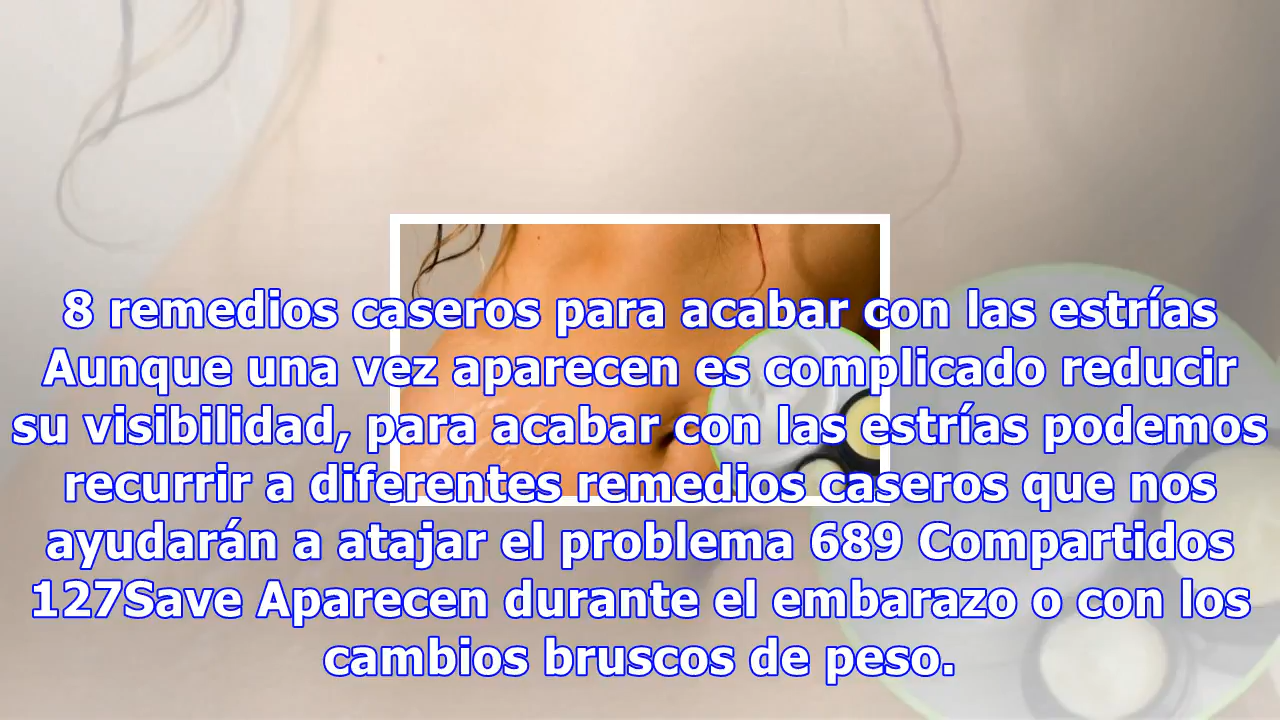 8 remedios caseros para acabar con las estrías
Aunque una vez aparecen es complicado reducir
su visibilidad, para acabar con las estrías podemos
recurrir a diferentes remedios caseros que nos
ayudarán a atajar el problema 689 Compartidos
127Save Aparecen durante el embarazo o con los
cambios bruscos de peso.